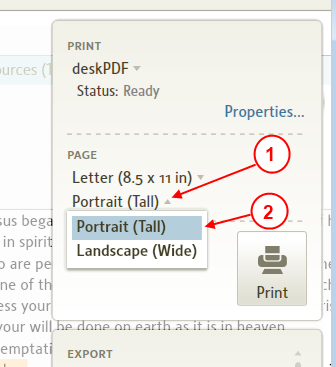 PRINT
deskPDF
ources (1
Status: Ready
Properties...
PAGE
1
Letter (8.5 x 11 in)
Portrait (Tall)
2
sus bega
Portrait (Tall)
in spirit
Landscape (Wide)
o are pe
ne of th
ess your
Print
your will be done on earth as it is in heaven
emptati
EXPORT